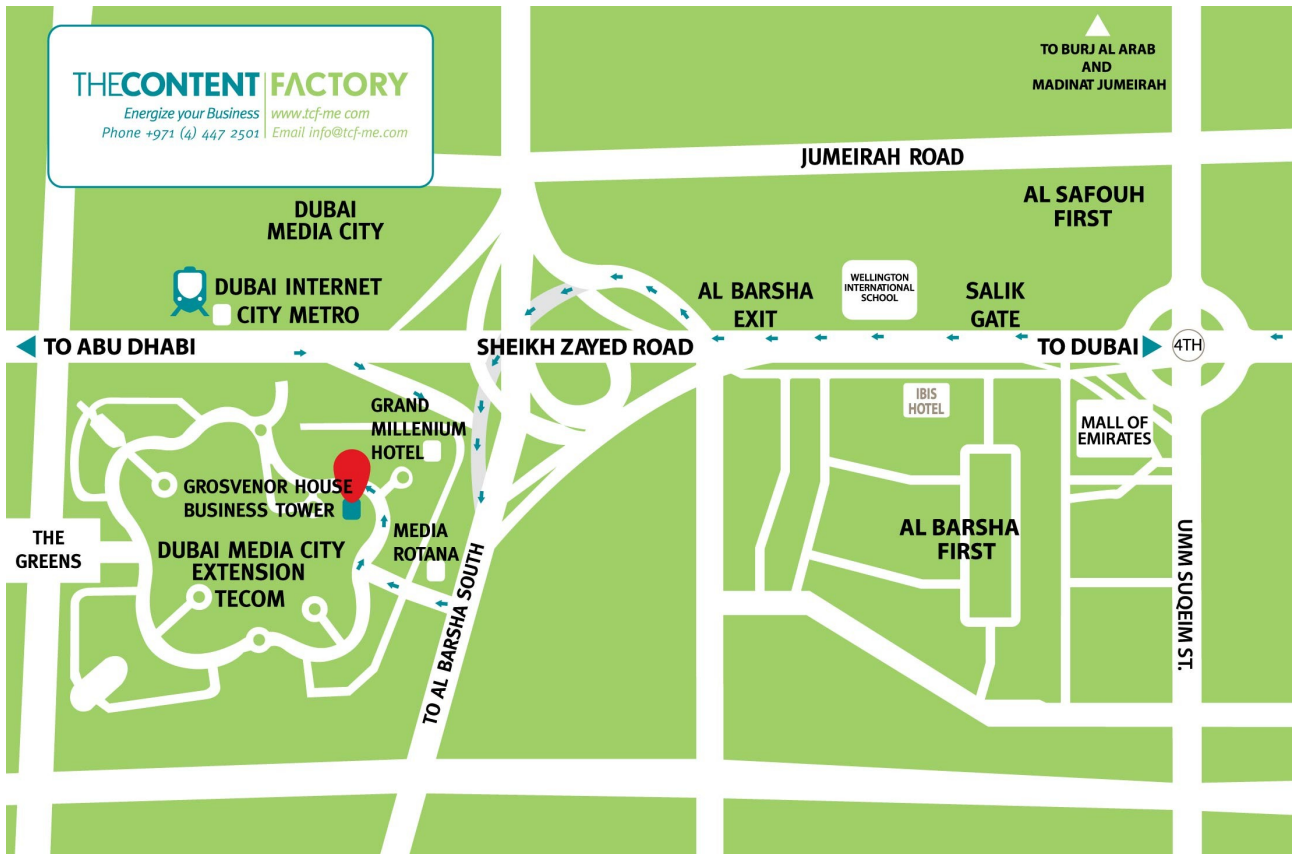 THECONTENT FACTORY
Energize your Business www.tcf-me com
Phone +971 (4) 447 2501 Email info@tcf-me.com
TO BURJ AL ARAB
AND
MADINAT JUMEIRAH
JUMEIRAH ROAD
AL SAFOUH
FIRST
DUBAI
MEDIA CITY
DUBAI INTERNET
CITY METRO
AL BARSHA
EXIT
WELLINGTON
INTERNATIONAL
SCHOOL
SALIK
GATE
TO ABU DHABI
SHEIKH ZAYED ROAD
TO DUBAI
4TH
GRAND
MILLENIUM
HOTEL
IBIS
HOTEL
MALL OF
EMIRATES
GROSVENOR HOUSE
BUSINESS TOWER
MEDIA
ROTANA
THE
GREENS
DUBAI MEDIA CITY
EXTENSION
TECOM
AL BARSHA
FIRST
TO AL BARSHA SOUTH
UMM SUQEIM ST.